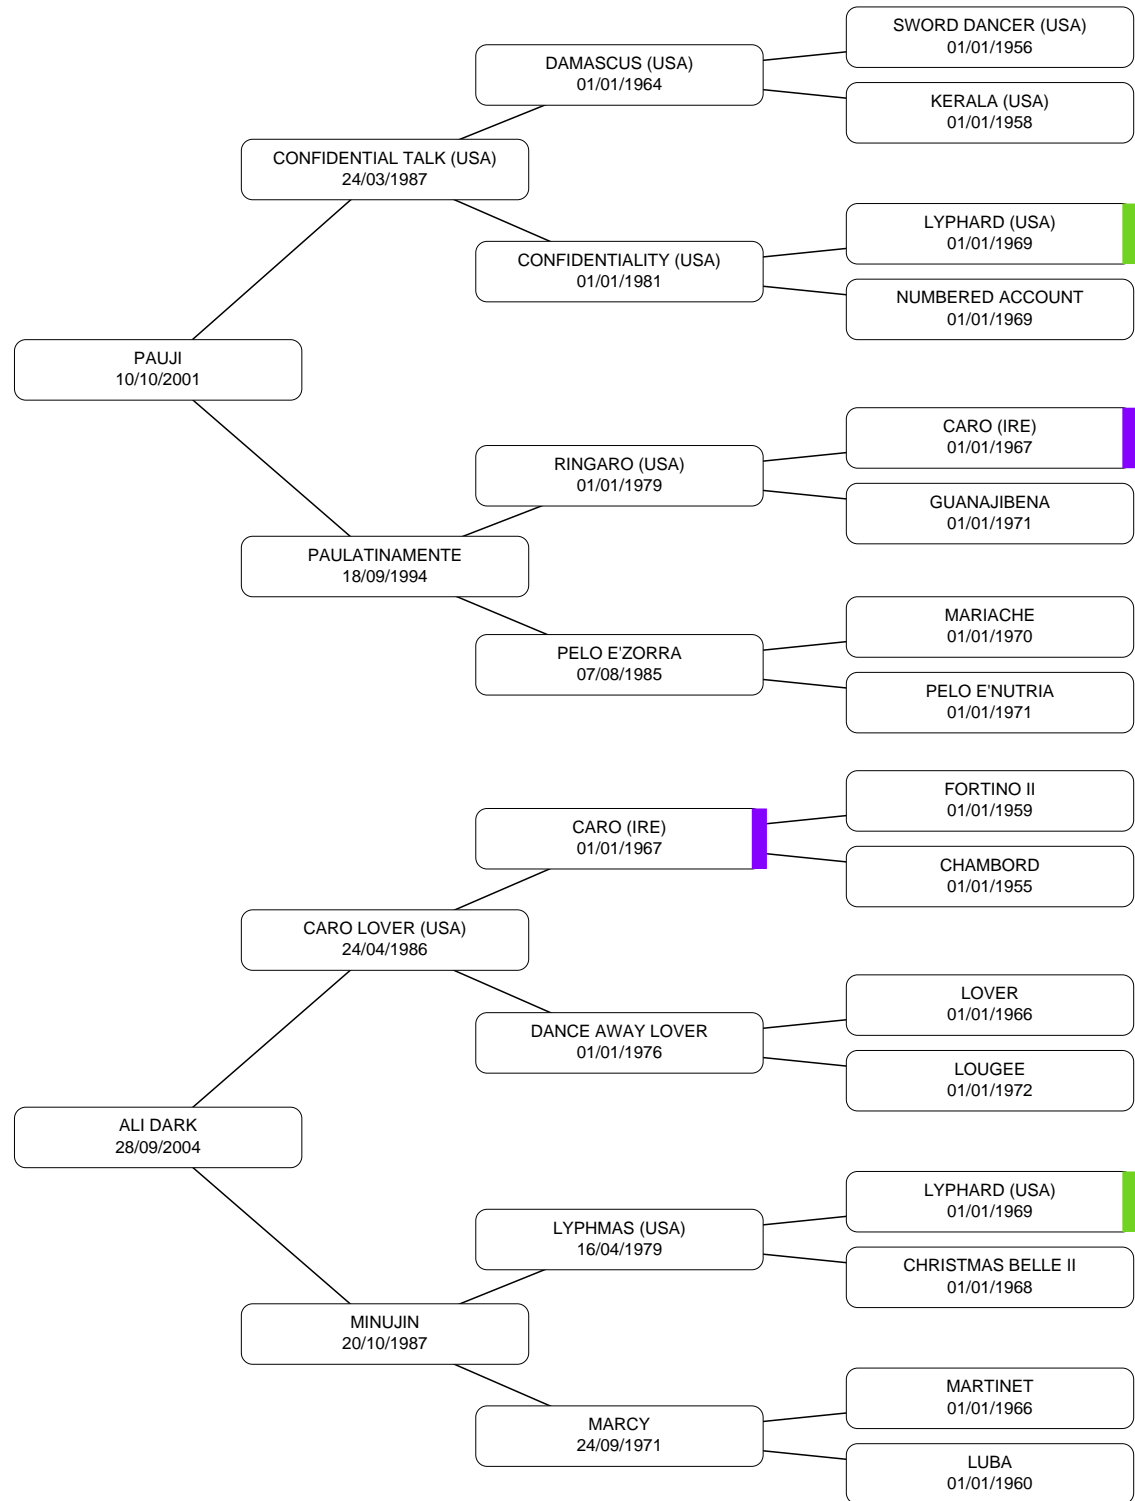 SWORD DANCER (USA)
01/01/1956
DAMASCUS (USA)
01/01/1964
KERALA (USA)
01/01/1958
CONFIDENTIAL TALK (USA)
24/03/1987
LYPHARD (USA)
01/01/1969
CONFIDENTIALITY (USA)
01/01/1981
NUMBERED ACCOUNT
01/01/1969
PAUJI
10/10/2001
CARO (IRE)
01/01/1967
RINGARO (USA)
01/01/1979
GUANAJIBENA
01/01/1971
PAULATINAMENTE
18/09/1994
MARIACHE
01/01/1970
PELO E'ZORRA
07/08/1985
PELO E'NUTRIA
01/01/1971
FORTINO II
01/01/1959
CARO (IRE)
01/01/1967
CHAMBORD
01/01/1955
CARO LOVER (USA)
24/04/1986
LOVER
01/01/1966
DANCE AWAY LOVER
01/01/1976
LOUGEE
01/01/1972
ALI DARK
28/09/2004
LYPHARD (USA)
01/01/1969
LYPHMAS (USA)
16/04/1979
CHRISTMAS BELLE II
01/01/1968
MINUJIN
20/10/1987
MARTINET
01/01/1966
MARCY
24/09/1971
LUBA
01/01/1960